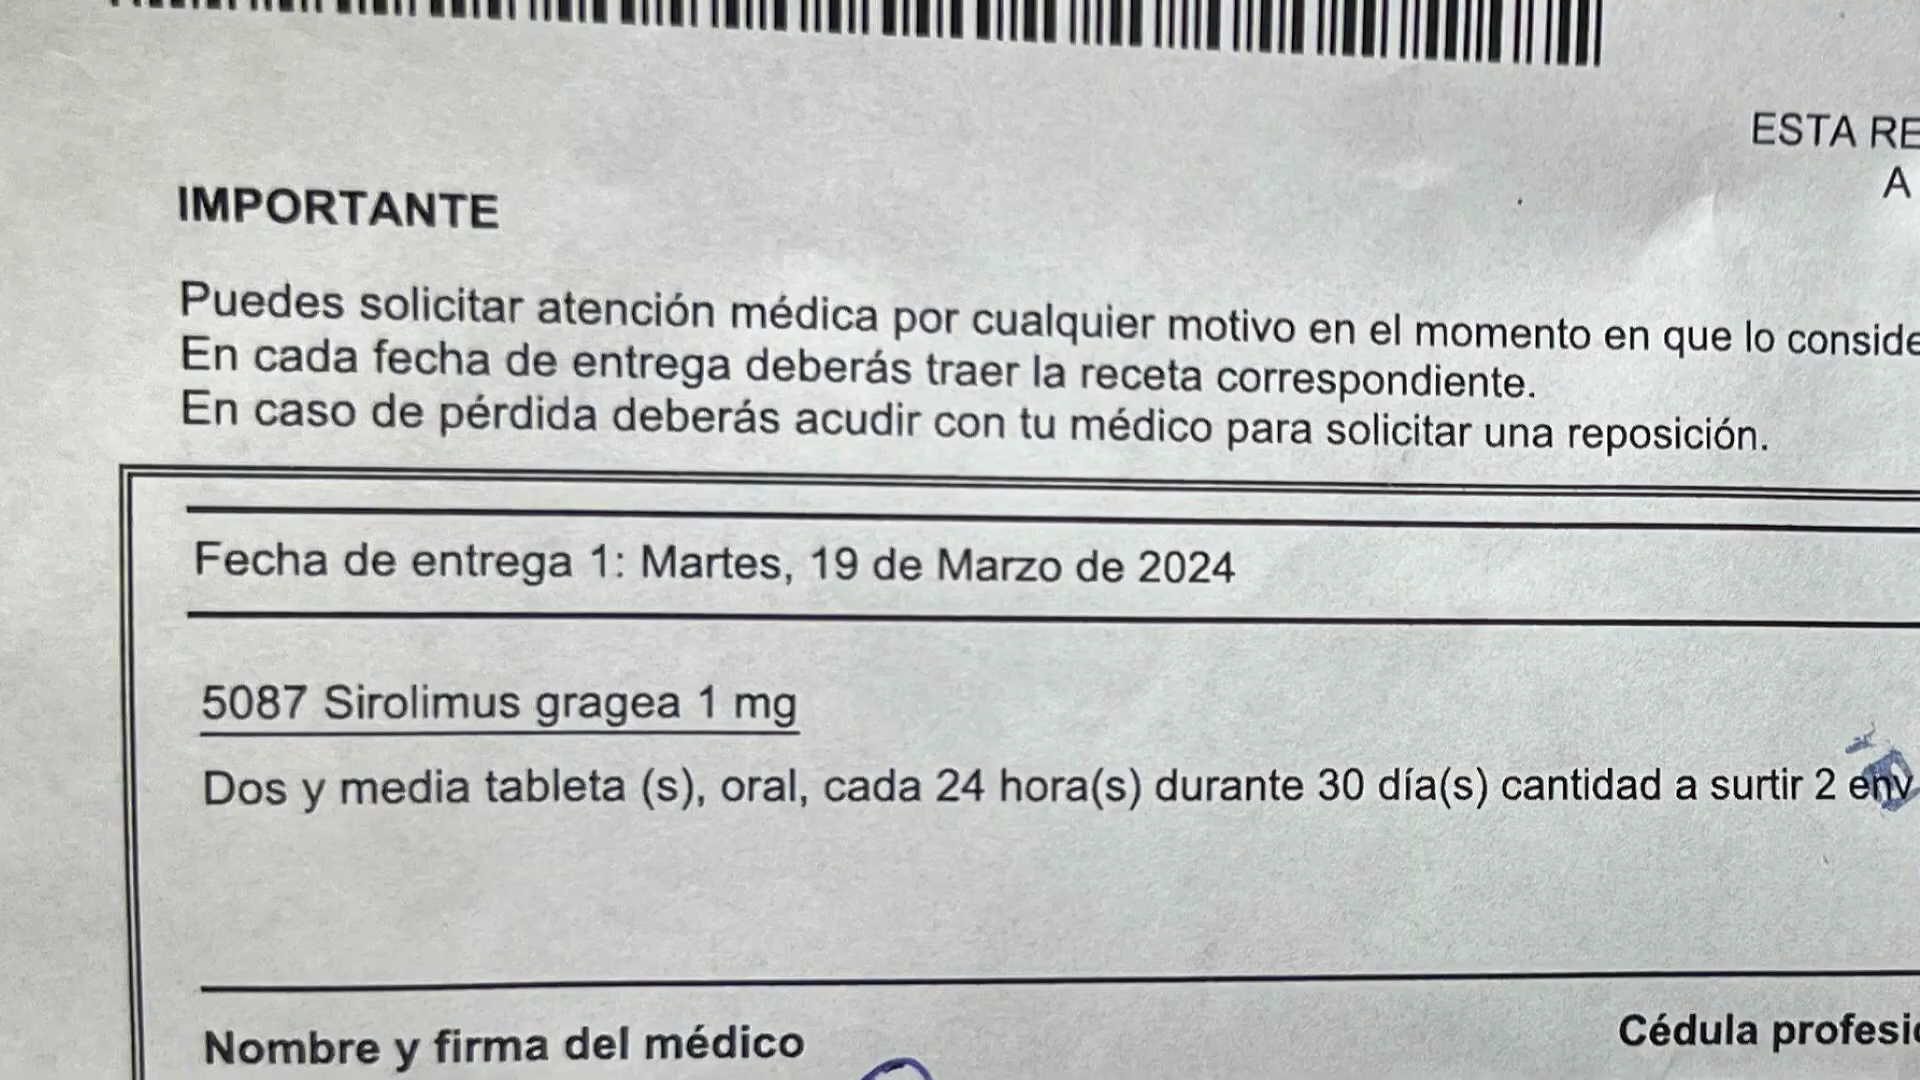 ESTA RE
A
IMPORTANTE
Puedes solicitar atención médica por cualquier motivo en el momento en que lo conside
En cada fecha de entrega deberás traer la receta correspondiente.
En caso de pérdida deberás acudir con tu médico para solicitar una reposición.
Fecha de entrega 1: Martes, 19 de Marzo de 2024
5087 Sirolimus gragea 1 mg
Dos y media tableta (s), oral, cada 24 hora(s) durante 30 día(s) cantidad a surtir 2 env
Nombre y firma del médico
Cédula profesio